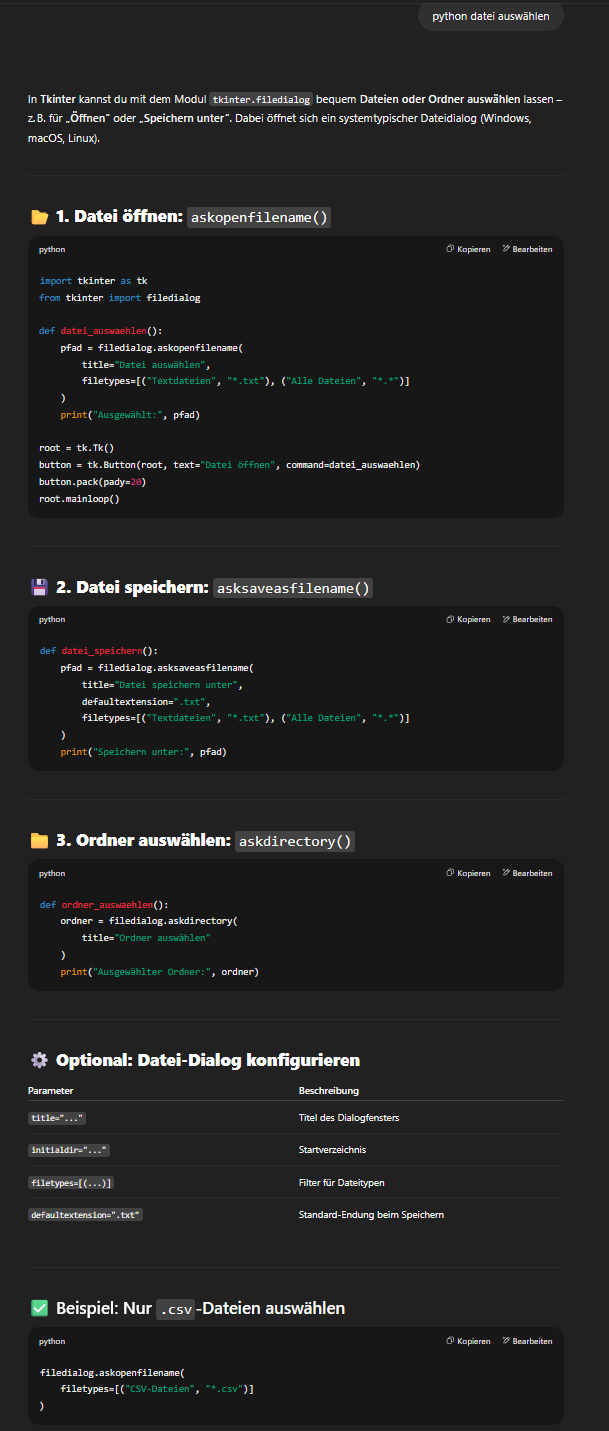 python datei auswählen
In Tkinter kannst du mit dem Modul tkinter.filedialog bequem Dateien oder Ordner auswählen lassen –
z. B. für „Öffnen“ oder „Speichern unter“. Dabei öffnet sich ein systemtypischer Dateidialog (Windows,
macOS, Linux).
1. Datei öffnen: askopenfilename()
python Kopieren Bearbeiten
import tkinter as tk
from tkinter import filedialog
def datei_auswaehlen():
    pfad = filedialog.askopenfilename(
        title="Datei auswählen",
        filetypes=[("Textdateien", "*.txt"), ("Alle Dateien", "*.*")]
    )
    print("Ausgewählt:", pfad)
root = tk.Tk()
button = tk.Button(root, text="Datei öffnen", command=datei_auswaehlen)
button.pack(pady=20)
root.mainloop()
2. Datei speichern: asksaveasfilename()
python Kopieren Bearbeiten
def datei_speichern():
    pfad = filedialog.asksaveasfilename(
        title="Datei speichern unter",
        defaultextension=".txt",
        filetypes=[("Textdateien", "*.txt"), ("Alle Dateien", "*.*")]
    )
    print("Speichern unter:", pfad)
3. Ordner auswählen: askdirectory()
python Kopieren Bearbeiten
def ordner_auswaehlen():
    ordner = filedialog.askdirectory(
        title="Ordner auswählen"
    )
    print("Ausgewählter Ordner:", ordner)
Optional: Datei-Dialog konfigurieren
Parameter Beschreibung
title="..." Titel des Dialogfensters
initialdir="..." Startverzeichnis
filetypes=[(...)] Filter für Dateitypen
defaultextension=".txt" Standard-Endung beim Speichern
Beispiel: Nur .csv-Dateien auswählen
python Kopieren Bearbeiten
filedialog.askopenfilename(
    filetypes=[("CSV-Dateien", "*.csv")]
)